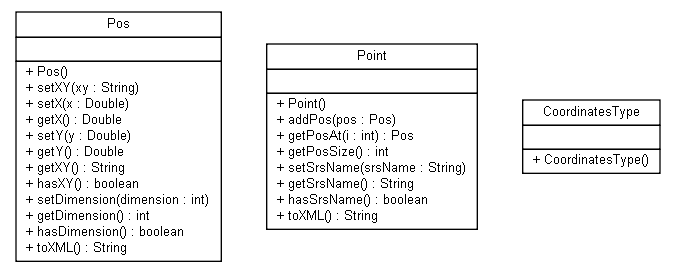 Pos
+ Pos()
+ setXY(xy : String)
+ setX(x : Double)
+ getX() : Double
+ setY(y : Double)
+ getY() : Double
+ getXY() : String
+ hasXY() : boolean
+ setDimension(dimension : int)
+ getDimension() : int
+ hasDimension() : boolean
+ toXML() : String
Point
+ Point()
+ addPos(pos : Pos)
+ getPosAt(i : int) : Pos
+ getPosSize() : int
+ setSrsName(srsName : String)
+ getSrsName() : String
+ hasSrsName() : boolean
+ toXML() : String
CoordinatesType
+ CoordinatesType()